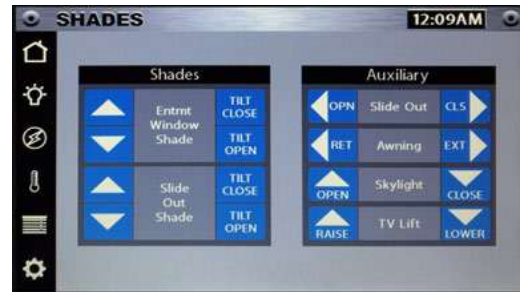 SHADES
12:09AM
Shades
Entmt
Window
Shade
TILT
CLOSE
TILT
OPEN
Slide
Out
Shade
TILT
CLOSE
TILT
OPEN
Auxiliary
OPN Slide Out CLS
RET Awning EXT
OPEN Skylight CLOSE
RAISE TV Lift LOWER